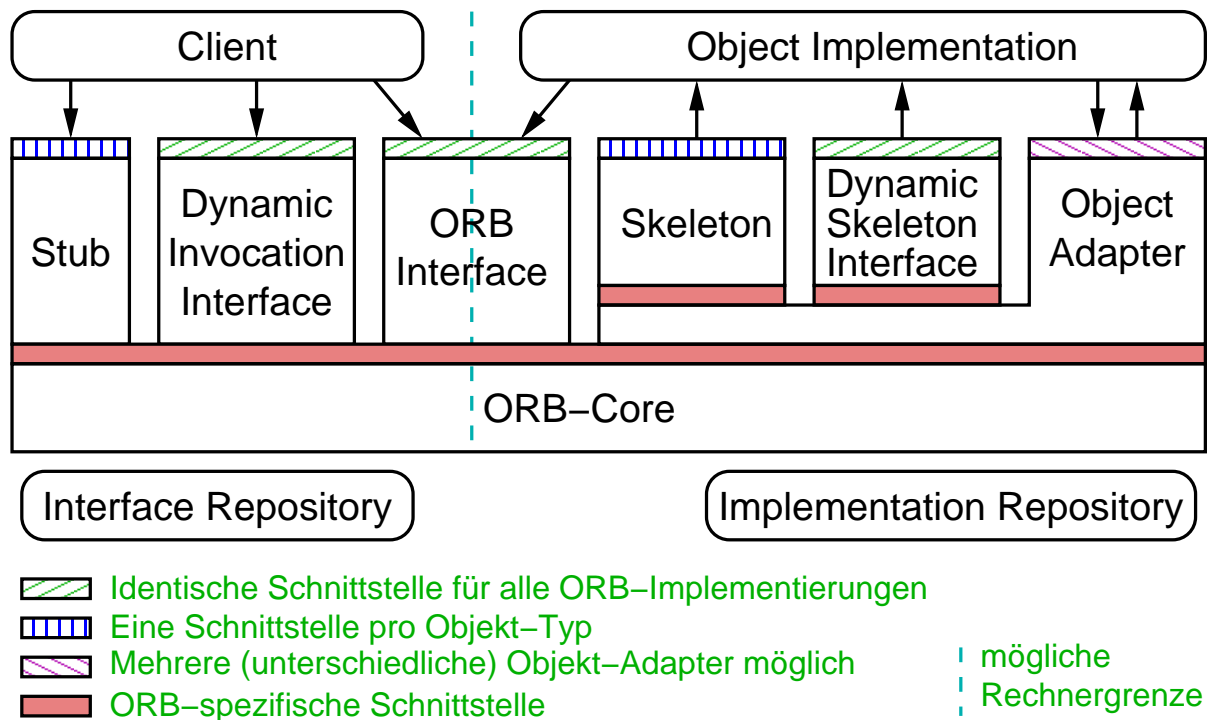 Client
Object Implementation
Stub
Dynamic
Invocation
Interface
ORB
Interface
Skeleton
Dynamic
Skeleton
Interface
Object
Adapter
ORB−Core
Interface Repository
Implementation Repository
Identische Schnittstelle für alle ORB−Implementierungen
Eine Schnittstelle pro Objekt−Typ
Mehrere (unterschiedliche) Objekt−Adapter möglich
ORB−spezifische Schnittstelle
mögliche
Rechnergrenze